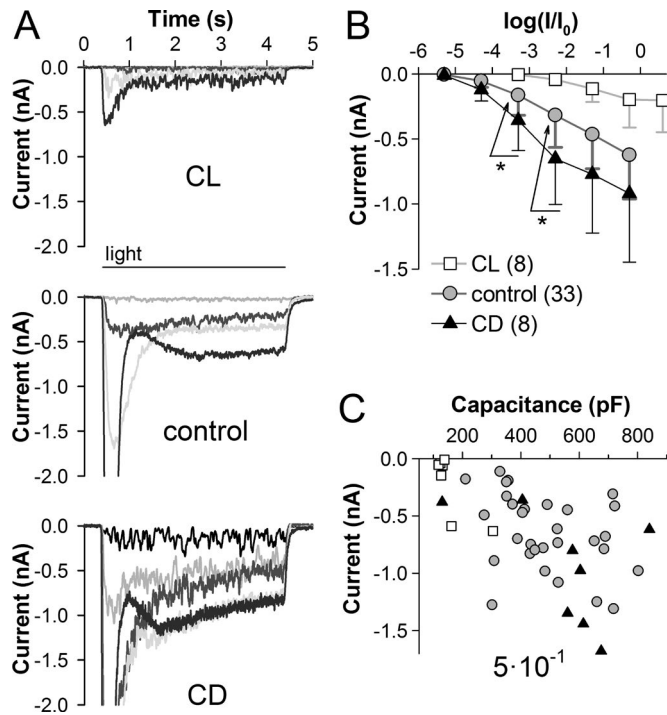 A
Time (s)
0 1 2 3 4 5
0.0
-0.5
-1.0
-1.5
-2.0
Current (nA)
CL
light
0.0
-0.5
-1.0
-1.5
-2.0
Current (nA)
control
0.0
-0.5
-1.0
-1.5
-2.0
Current (nA)
CD
B
log(I/I0)
-6 -5 -4 -3 -2 -1 0
0.0
-0.5
-1.0
-1.5
Current (nA)
*
*
CL (8)
control (33)
CD (8)
C
Capacitance (pF)
200 400 600 800
0.0
-0.5
-1.0
-1.5
Current (nA)
5·10-1